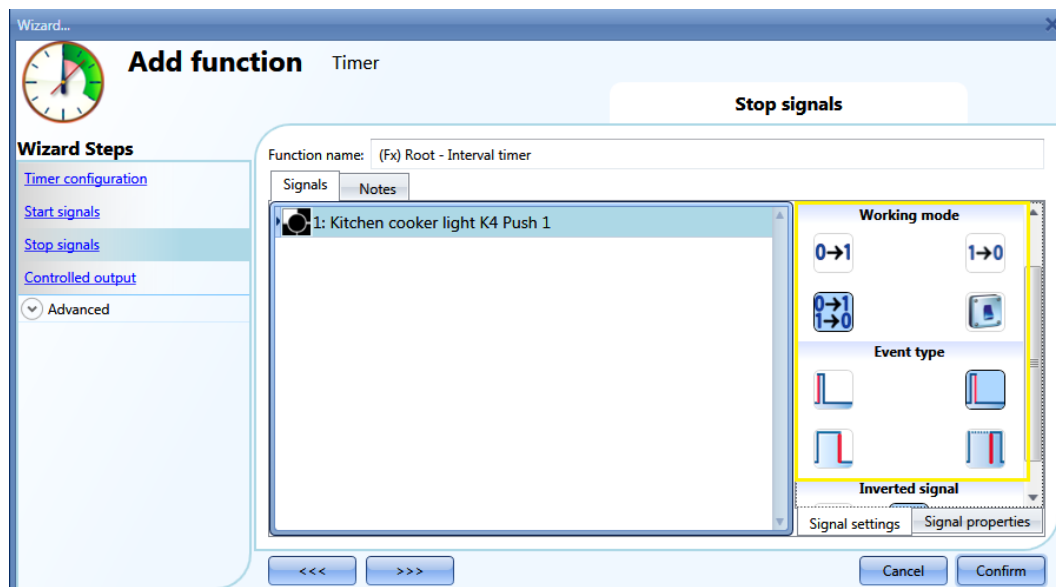 Wizard...
Add function Timer
Stop signals
Wizard Steps
Timer configuration
Start signals
Stop signals
Controlled output
Advanced
Function name: (Fx) Root - Interval timer
Signals Notes
1: Kitchen cooker light K4 Push 1
Working mode
0→1 1→0
0→1
1→0
Event type
Inverted signal
Signal settings Signal properties
<<< >>> Cancel Confirm